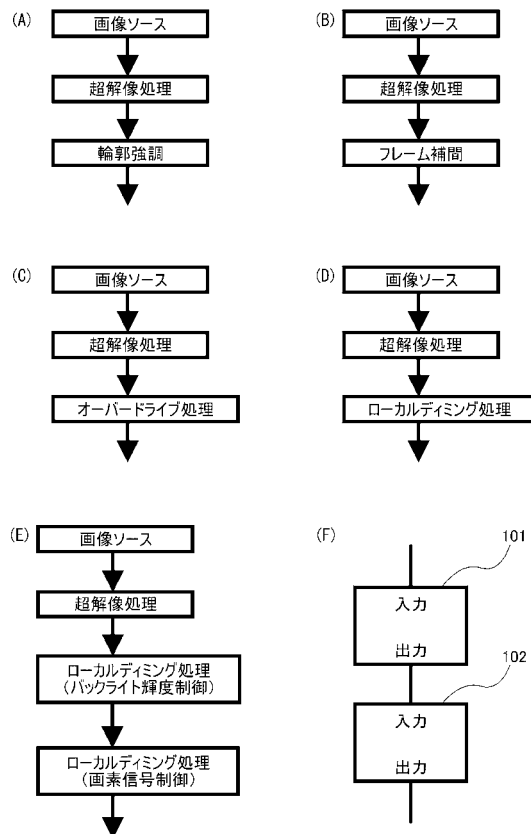 (A)
画像ソース
超解像処理
輪郭強調
(B)
画像ソース
超解像処理
フレーム補間
(C)
画像ソース
超解像処理
オーバードライブ処理
(D)
画像ソース
超解像処理
ローカルディミング処理
(E)
画像ソース
超解像処理
ローカルディミング処理
(バックライト輝度制御)
ローカルディミング処理
(画素信号制御)
(F)
101
入力
出力
102
入力
出力